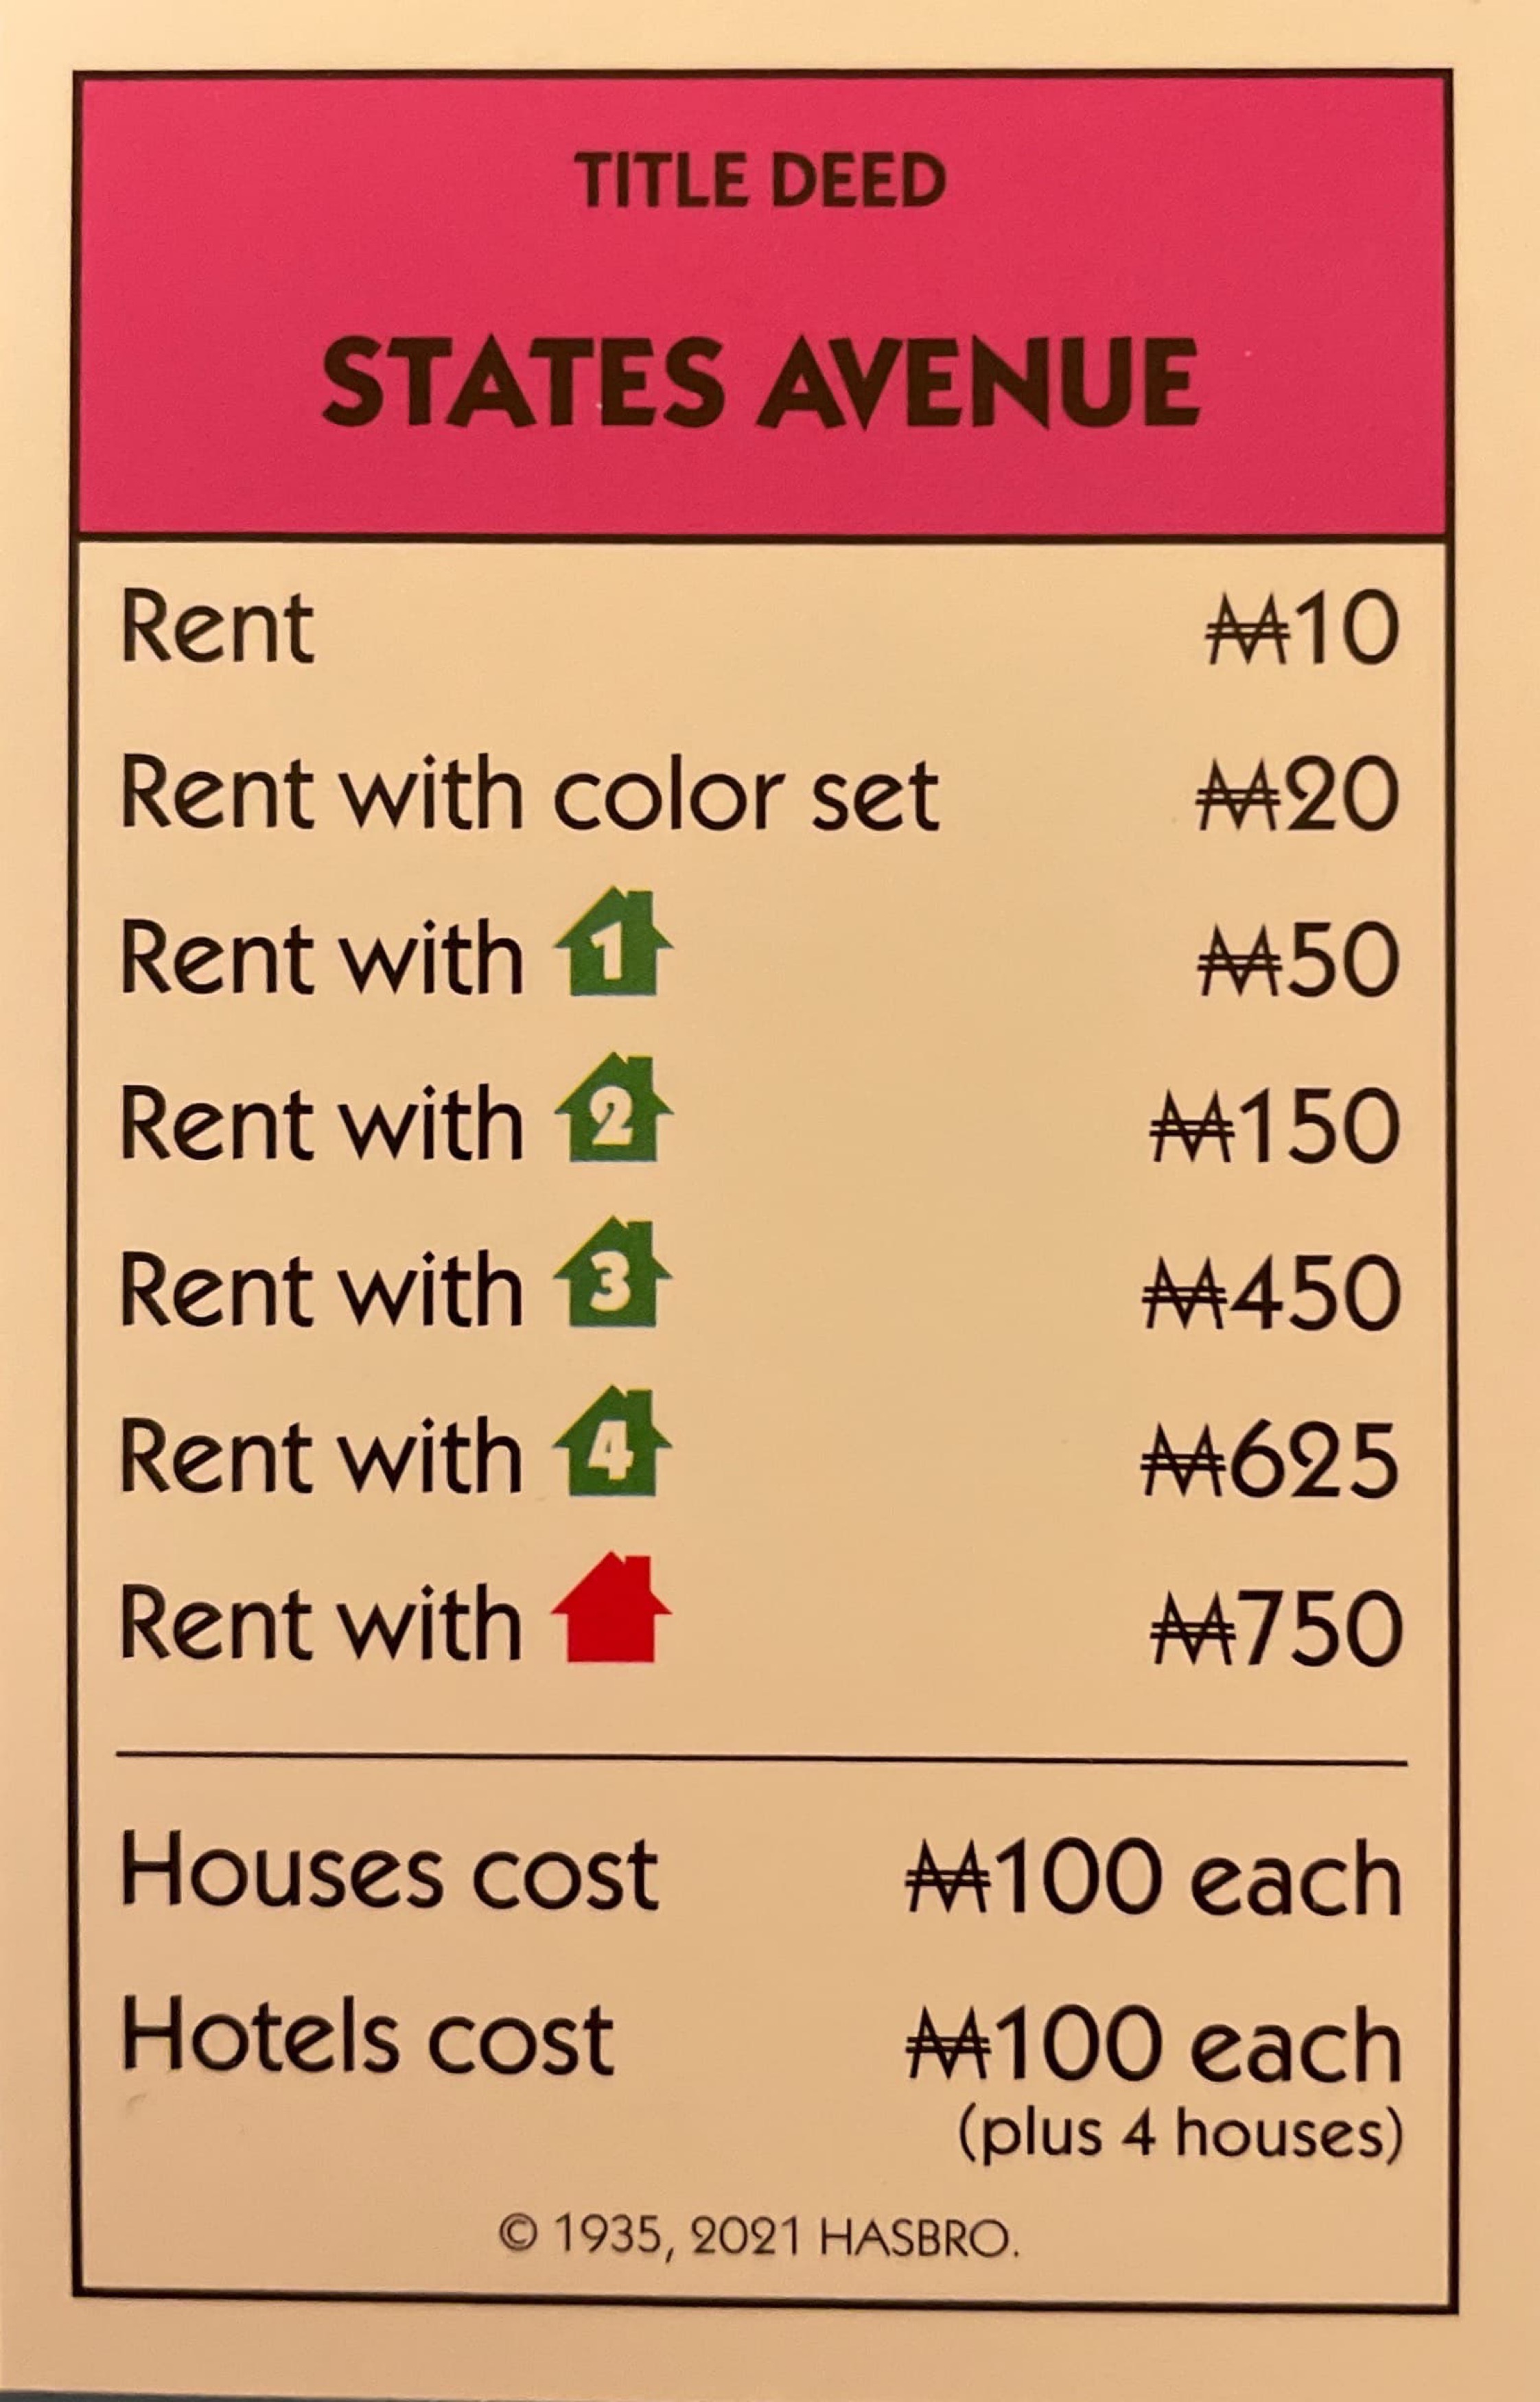 TITLE DEED
STATES AVENUE
Rent ₩10
Rent with color set ₩20
Rent with 1 ₩50
Rent with 2 ₩150
Rent with 3 ₩450
Rent with 4 ₩625
Rent with ₩750
Houses cost ₩100 each
Hotels cost ₩100 each
(plus 4 houses)
© 1935, 2021 HASBRO.